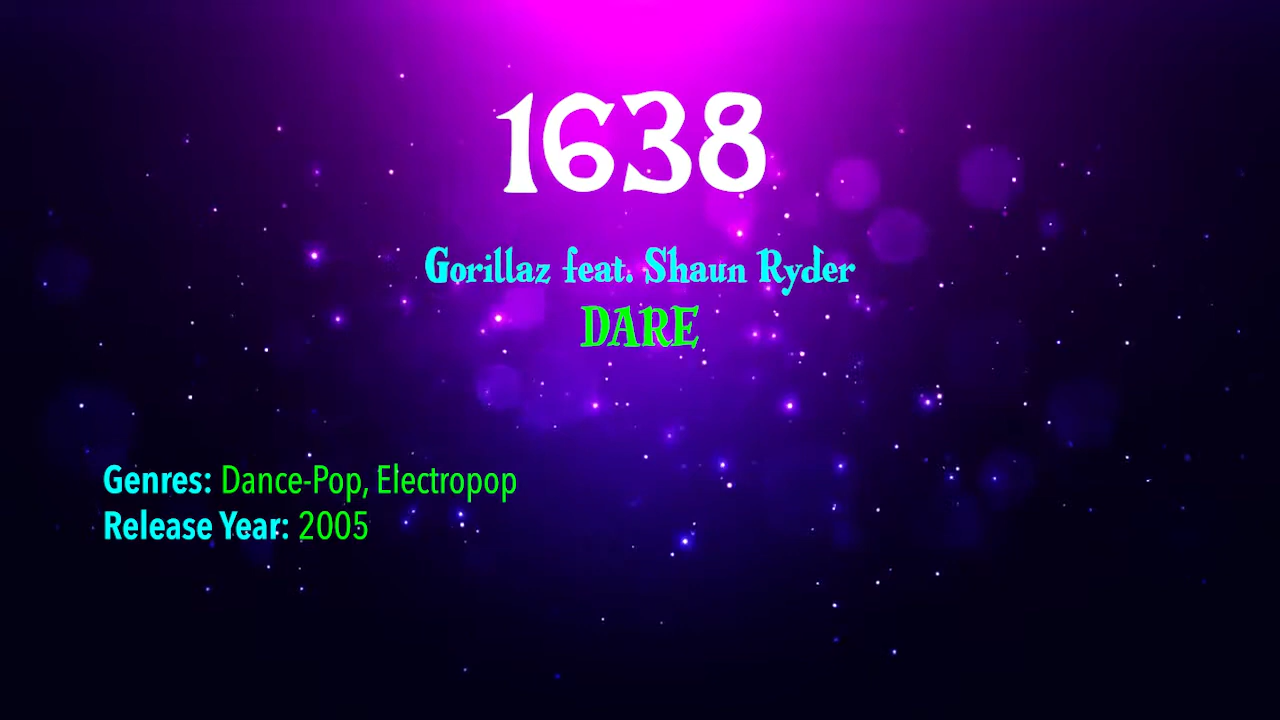 1638
Gorillaz feat. Shaun Ryder
DARE
Genres: Dance-Pop, Electropop
Release Year: 2005